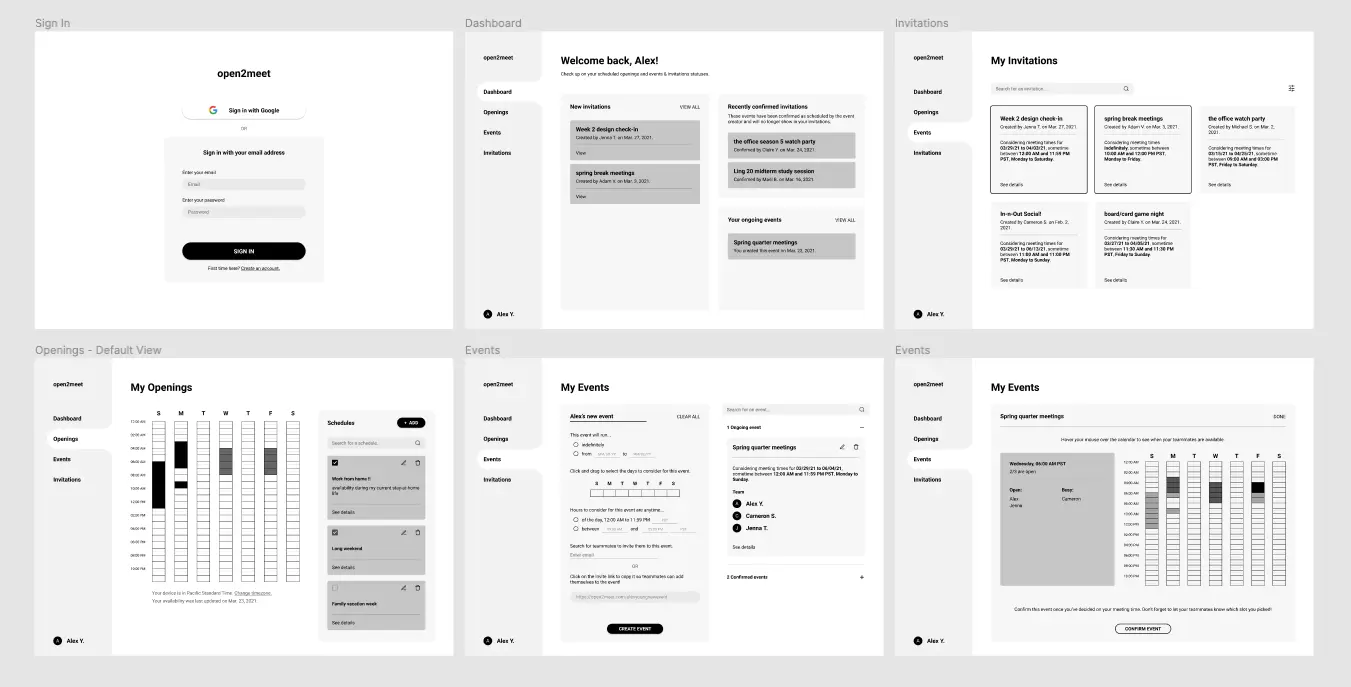 Sign In
open2meet
Sign in with Google
OR
Sign in with your email address
Enter your email
Email
Enter your password
Password
SIGN IN
First time here? Create an account.
Dashboard
open2meet
Dashboard
Openings
Events
Invitations
A Alex Y.
Welcome back, Alex!
Check up on your scheduled openings and events & invitations statuses.
New invitations VIEW ALL
Week 2 design check-in
Created by Jenna T. on Mar. 27, 2021.
View
spring break meetings
Created by Adam V. on Mar. 3, 2021.
View
Recently confirmed invitations
These events have been confirmed as scheduled by the event
creator and will no longer show in your invitations.
the office season 5 watch party
Confirmed by Claire Y. on Mar. 24, 2021.
Ling 20 midterm study session
Confirmed by Mari B. on Mar. 16, 2021.
Your ongoing events VIEW ALL
Spring quarter meetings
You created this event on Mar. 23, 2021.
Invitations
open2meet
Dashboard
Openings
Events
Invitations
A Alex Y.
My Invitations
Search for an invitation...
Week 2 design check-in
Created by Jenna T. on Mar. 27, 2021.
Considering meeting times for
03/29/21 to 04/03/21, sometime
between 12:00 AM and 11:59 PM
PST, Monday to Saturday.
See details
spring break meetings
Created by Adam V. on Mar. 3, 2021.
Considering meeting times
indefinitely, sometime between
10:00 AM and 12:00 PM PST,
Monday to Friday.
See details
the office watch party
Created by Michael S. on Mar. 2,
2021.
Considering meeting times for
03/15/21 to 04/25/21, sometime
between 09:00 AM and 03:00 PM
PST, Friday to Saturday.
See details
In-n-Out Social!
Created by Cameron S. on Feb. 2,
2021.
Considering meeting times for
03/29/21 to 06/13/21, sometime
between 11:00 AM and 11:00 PM
PST, Monday to Sunday.
See details
board/card game night
Created by Claire Y. on Mar. 24, 2021.
Considering meeting times for
03/27/21 to 04/05/21, sometime
between 11:30 AM and 11:30 PM
PST, Friday to Sunday.
See details
Openings - Default View
open2meet
Dashboard
Openings
Events
Invitations
A Alex Y.
My Openings
S M T W T F S
12:00 AM
02:00 AM
04:00 AM
06:00 AM
08:00 AM
10:00 AM
12:00 PM
02:00 PM
04:00 PM
06:00 PM
08:00 PM
10:00 PM
Your device is in Pacific Standard Time. Change timezone.
Your availability was last updated on Mar. 23, 2021.
Schedules + ADD
Search for a schedule...
Work from home !!
availability during my current stay-at-home
life
See details
Long weekend
See details
Family vacation week
See details
Events
open2meet
Dashboard
Openings
Events
Invitations
A Alex Y.
My Events
Alex's new event CLEAR ALL
This event will run...
indefinitely
from to
Click and drag to select the days to consider for this event.
S M T W T F S
Hours to consider for this event are anytime...
of the day, 12:00 AM to 11:59 PM
between and
Search for teammates to invite them to this event.
Enter email
OR
Click on the invite link to copy it so teammates can add
themselves to the event!
CREATE EVENT
Search for an event...
1 Ongoing event
Spring quarter meetings
Considering meeting times for 03/29/21 to 06/04/21,
sometime between 12:00 AM and 11:59 PM PST, Monday to
Sunday.
Team
A Alex Y.
C Cameron S.
J Jenna T.
See details
2 Confirmed events +
Events
open2meet
Dashboard
Openings
Events
Invitations
A Alex Y.
My Events
Spring quarter meetings DONE
Hover your mouse over the calendar to see when your teammates are available.
Wednesday, 06:00 AM PST
2/3 are open
Open: Busy:
Alex Cameron
Jenna
S M T W T F S
12:00 AM
02:00 AM
04:00 AM
06:00 AM
08:00 AM
10:00 AM
12:00 PM
02:00 PM
04:00 PM
06:00 PM
08:00 PM
10:00 PM
Confirm this event once you've decided on your meeting time. Don't forget to let your teammates know which slot you picked!
CONFIRM EVENT